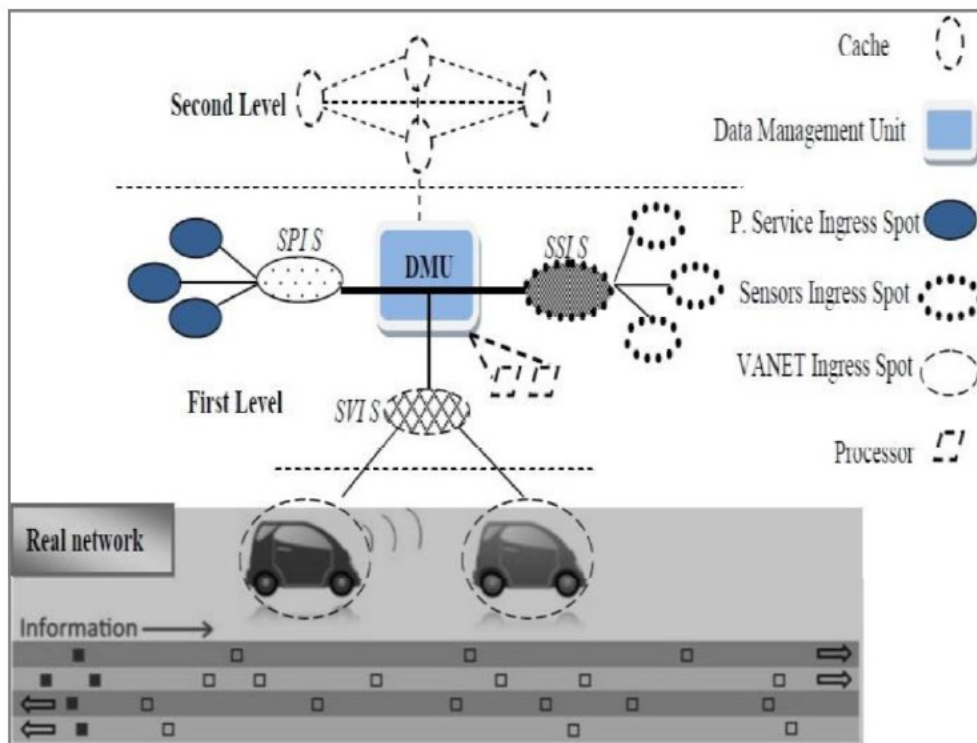 Cache
Second Level
Data Management Unit
SPI S
DMU
SSI S
P. Service Ingress Spot
Sensors Ingress Spot
VANET Ingress Spot
First Level
SVI S
Processor
Real network
Information